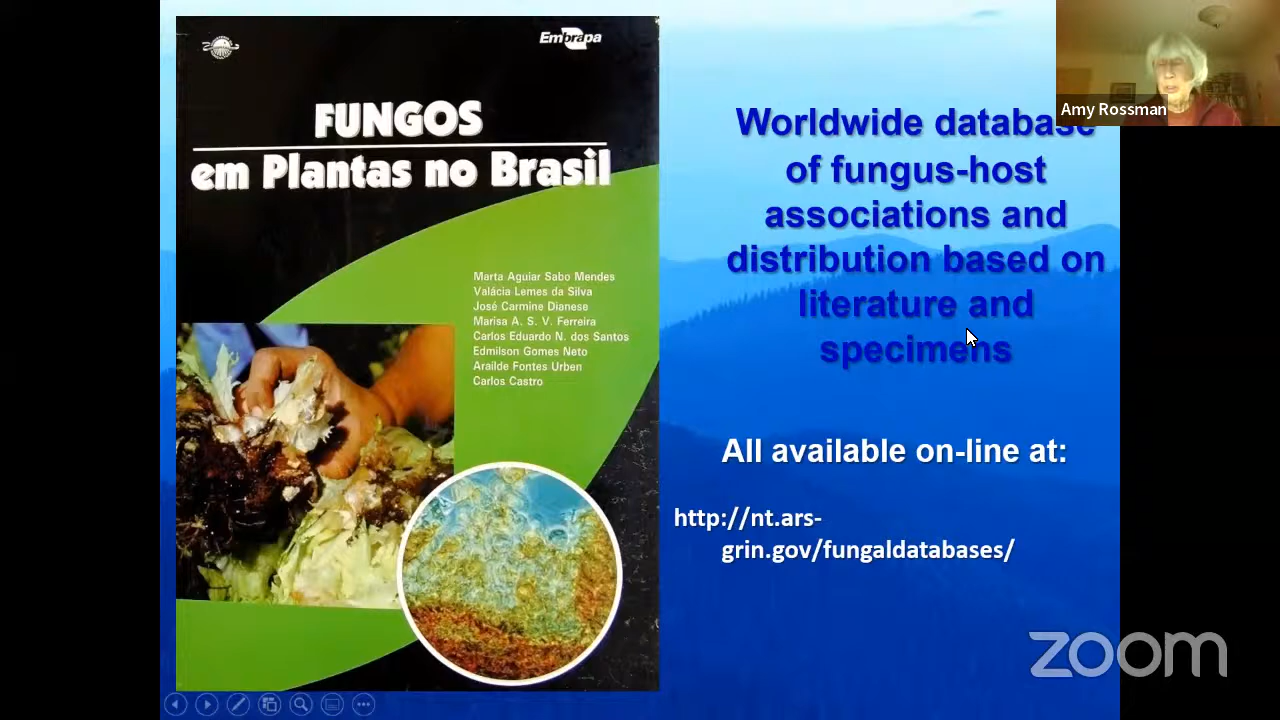 Embrapa
FUNGOS
em Plantas no Brasil
Marta Aguiar Sabo Mendes
Valácia Lemes da Silva
José Carmine Dianese
Marisa A. S. V. Ferreira
Carlos Eduardo N. dos Santos
Edmilson Gomes Neto
Arailde Fontes Urben
Carlos Castro
Worldwide database
of fungus-host
associations and
distribution based on
literature and
specimens
All available on-line at:
http://nt.ars-
grin.gov/fungaldatabases/
Amy Rossman
zoom